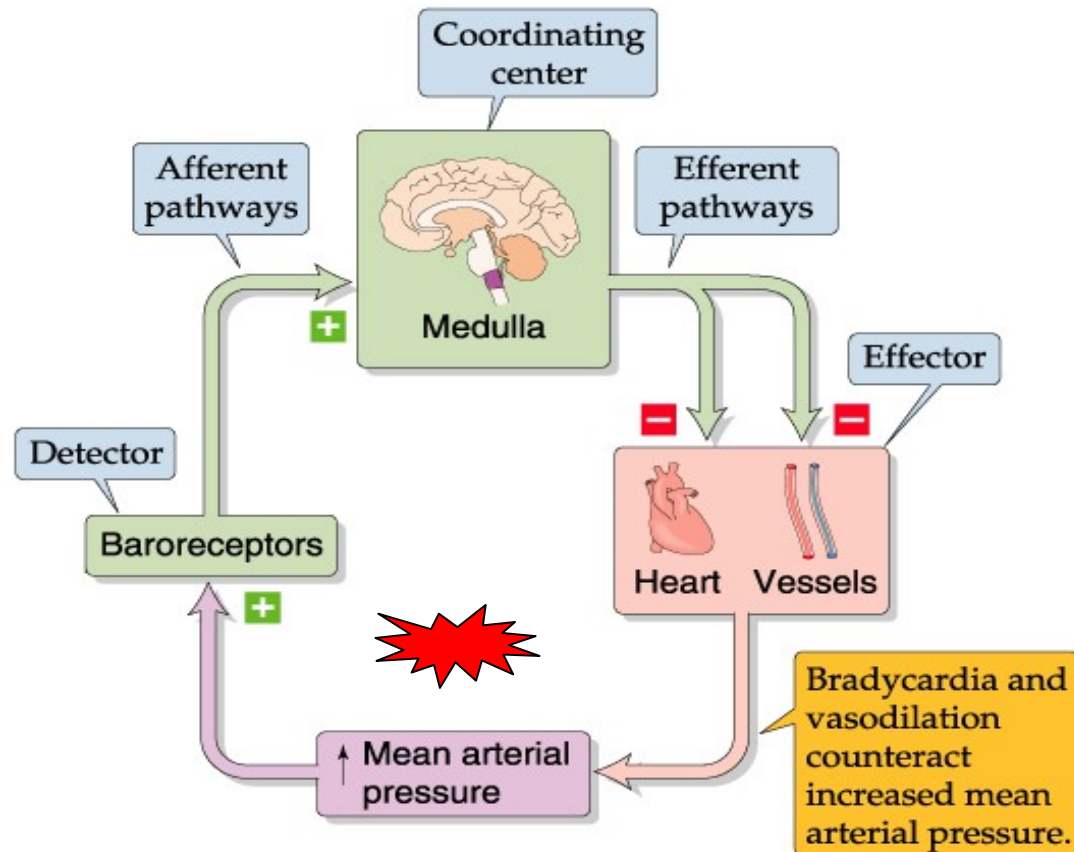 Coordinating
center
Afferent
pathways
Efferent
pathways
+
Medulla
Effector
−
−
Detector
Baroreceptors
Heart
Vessels
+
↑ Mean arterial
pressure
Bradycardia and
vasodilation
counteract
increased mean
arterial pressure.